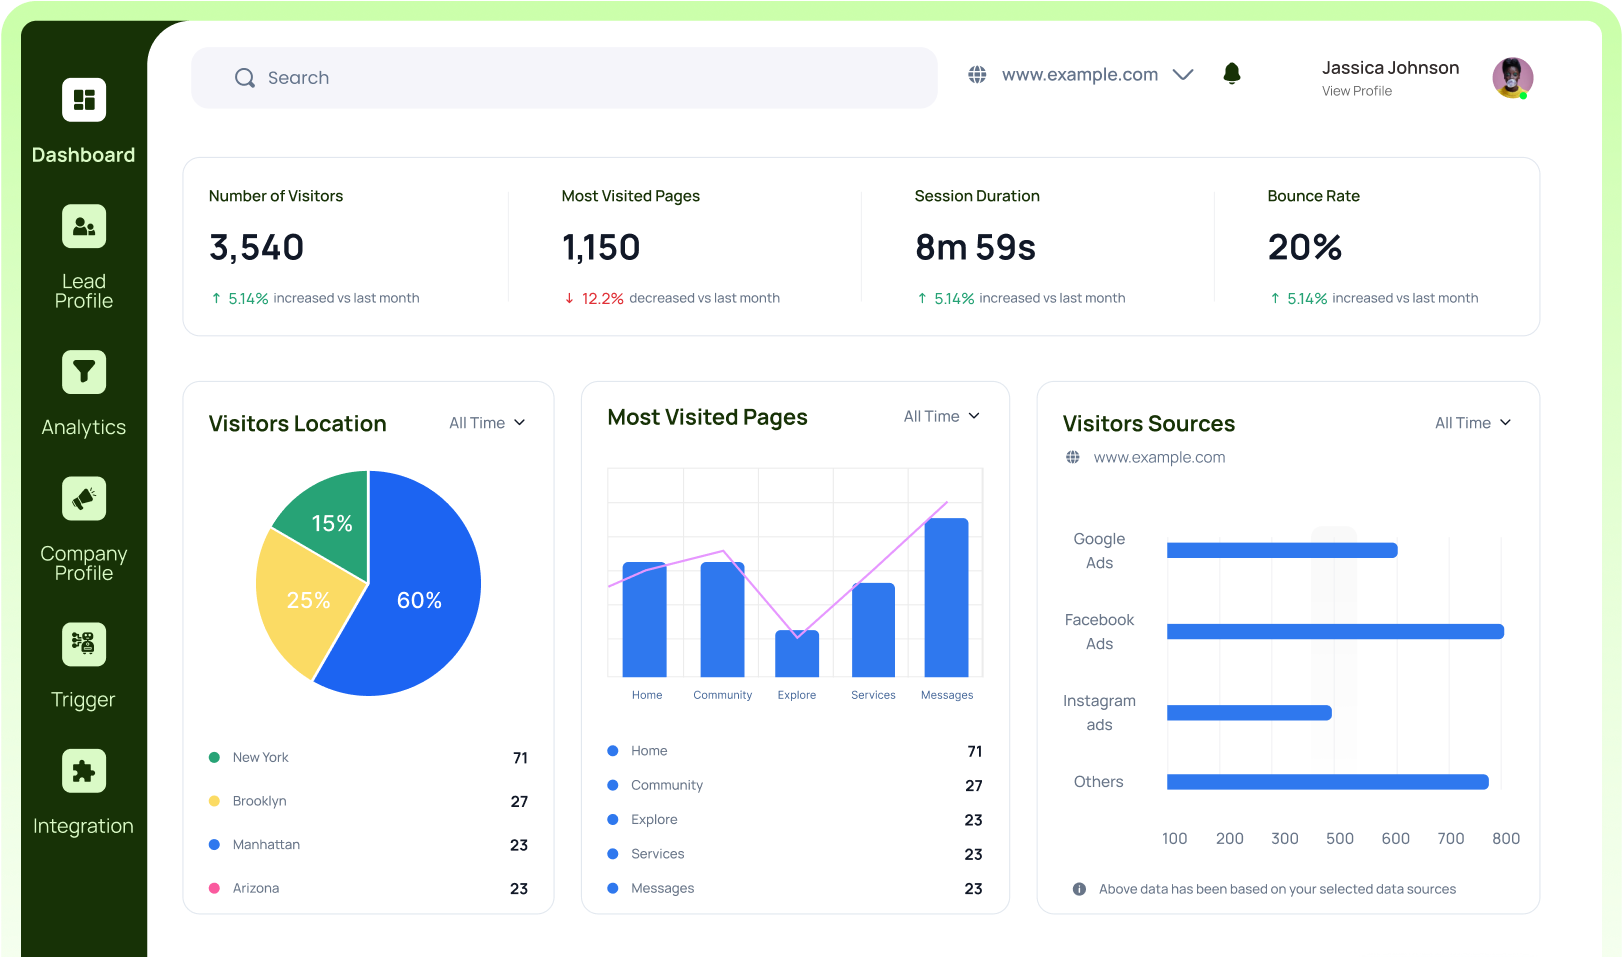 Search
www.example.com
Jassica Johnson
View Profile
Dashboard
Lead
Profile
Analytics
Company
Profile
Trigger
Integration
Number of Visitors
3,540
↑ 5.14% increased vs last month
Most Visited Pages
1,150
↓ 12.2% decreased vs last month
Session Duration
8m 59s
↑ 5.14% increased vs last month
Bounce Rate
20%
↑ 5.14% increased vs last month
Visitors Location
All Time
15%
25%
60%
New York 71
Brooklyn 27
Manhattan 23
Arizona 23
Most Visited Pages
All Time
Home Community Explore Services Messages
Home 71
Community 27
Explore 23
Services 23
Messages 23
Visitors Sources
All Time
www.example.com
Google
Ads
Facebook
Ads
Instagram
ads
Others
100 200 300 500 600 700 800
Above data has been based on your selected data sources